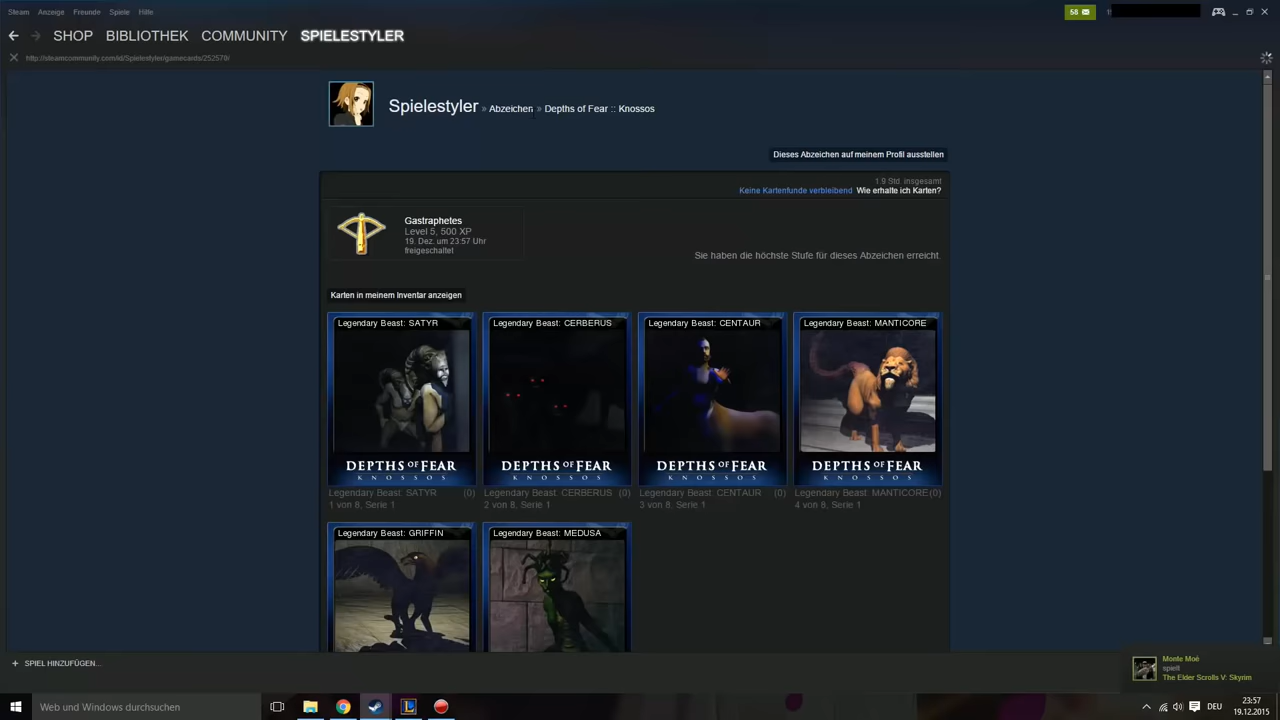 Steam Anzeige Freunde Spiele Hilfe
58
SHOP BIBLIOTHEK COMMUNITY SPIELESTYLER
http://steamcommunity.com/id/Spielestyler/gamecards/252570/
Spielestyler » Abzeichen » Depths of Fear :: Knossos
Dieses Abzeichen auf meinem Profil ausstellen
1.9 Std. insgesamt
Keine Kartenfunde verbleibend Wie erhalte ich Karten?
Gastraphetes
Level 5, 500 XP
19. Dez. um 23:57 Uhr
freigeschaltet
Sie haben die höchste Stufe für dieses Abzeichen erreicht.
Karten in meinem Inventar anzeigen
Legendary Beast: SATYR Legendary Beast: CERBERUS Legendary Beast: CENTAUR Legendary Beast: MANTICORE
DEPTHS OF FEAR DEPTHS OF FEAR DEPTHS OF FEAR DEPTHS OF FEAR
KNOSSOS KNOSSOS KNOSSOS KNOSSOS
Legendary Beast: SATYR (0) Legendary Beast: CERBERUS (0) Legendary Beast: CENTAUR (0) Legendary Beast: MANTICORE(0)
1 von 8, Serie 1 2 von 8, Serie 1 3 von 8, Serie 1 4 von 8, Serie 1
Legendary Beast: GRIFFIN Legendary Beast: MEDUSA
+ SPIEL HINZUFÜGEN...
Monte Moé
spielt
The Elder Scrolls V: Skyrim
Web und Windows durchsuchen
DEU
23:57
19.12.2015